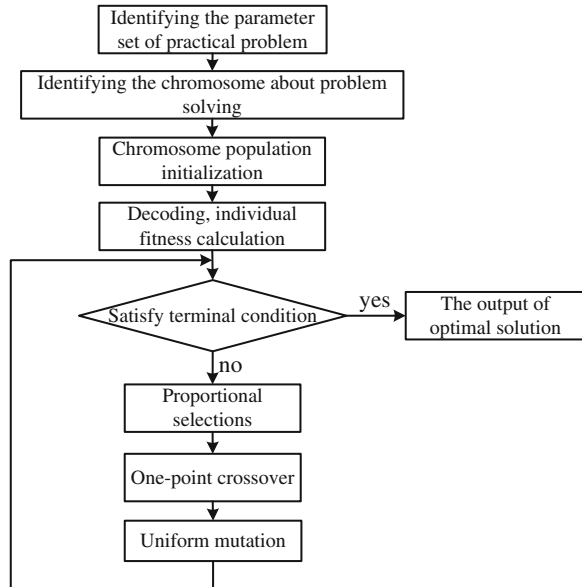 Identifying the parameter
set of practical problem
Identifying the chromosome about problem
solving
Chromosome population
initialization
Decoding, individual
fitness calculation
Satisfy terminal condition
yes
The output of
optimal solution
no
Proportional
selections
One-point crossover
Uniform mutation